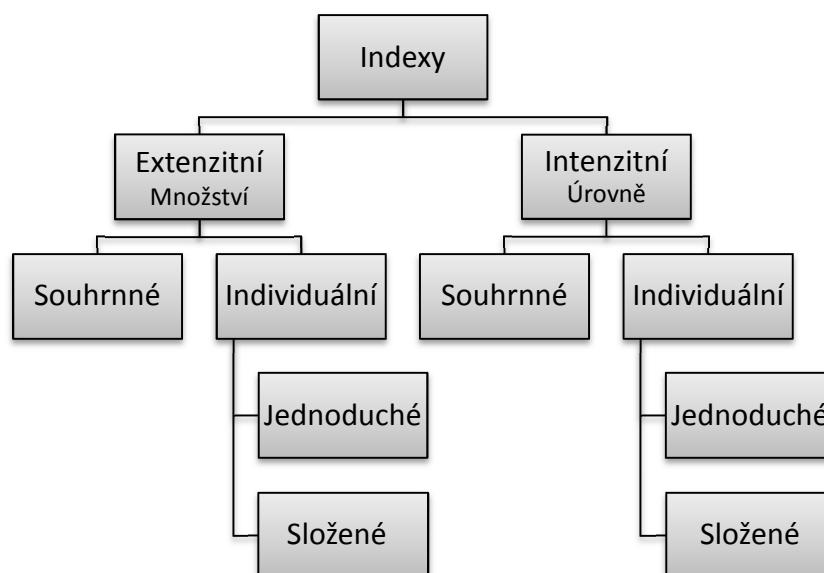 Indexy
Extenzitní
Množství
Intenzitní
Úrovně
Souhrnné
Individuální
Souhrnné
Individuální
Jednoduché
Jednoduché
Složené
Složené